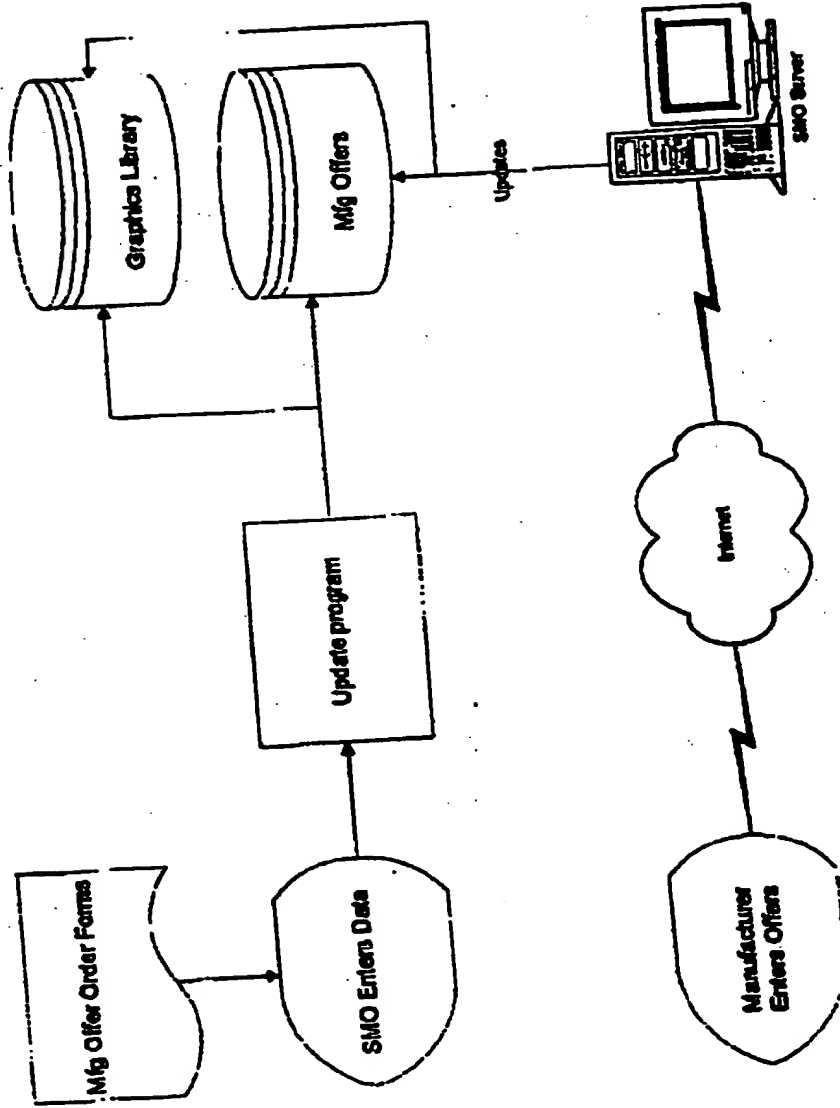 Mfg Offer Order Forms
SMO Enters Data
Update program
Graphics Library
Mfg Offers
Updates
SMO Server
Internet
Manufacturer
Enters Offers